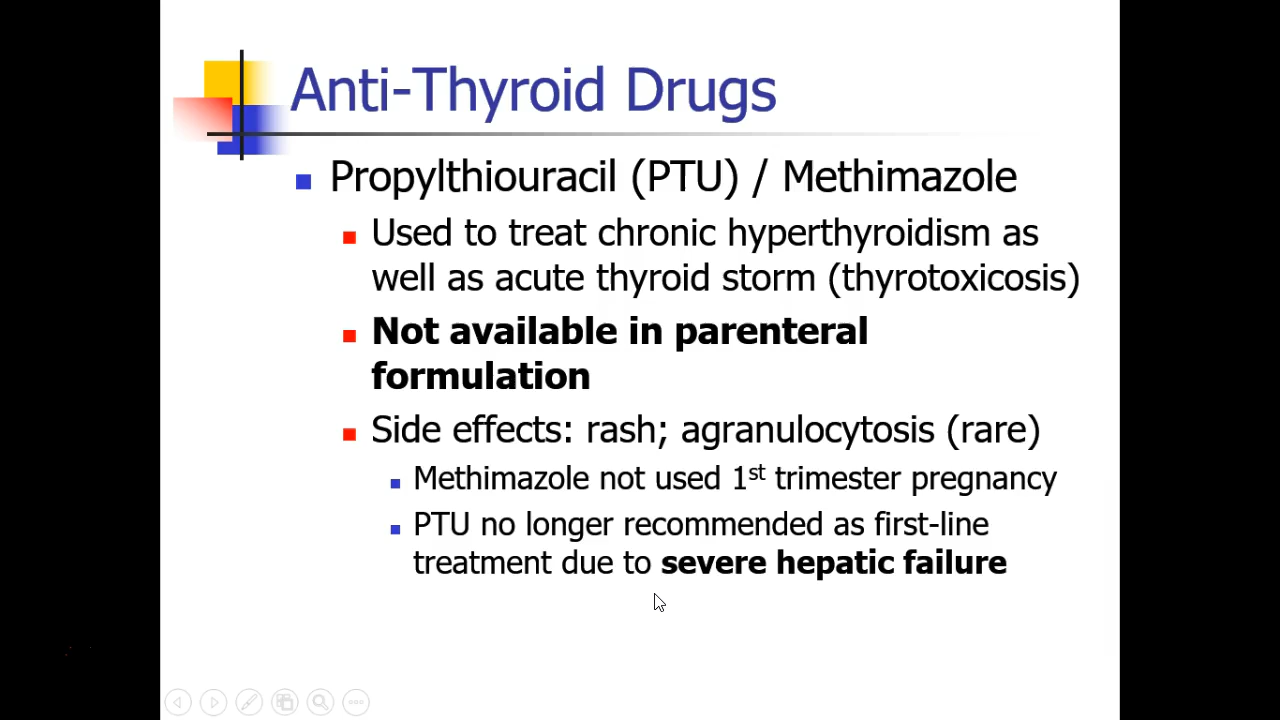 Anti-Thyroid Drugs
Propylthiouracil (PTU) / Methimazole
Used to treat chronic hyperthyroidism as
well as acute thyroid storm (thyrotoxicosis)
Not available in parenteral
formulation
Side effects: rash; agranulocytosis (rare)
Methimazole not used 1st trimester pregnancy
PTU no longer recommended as first-line
treatment due to severe hepatic failure